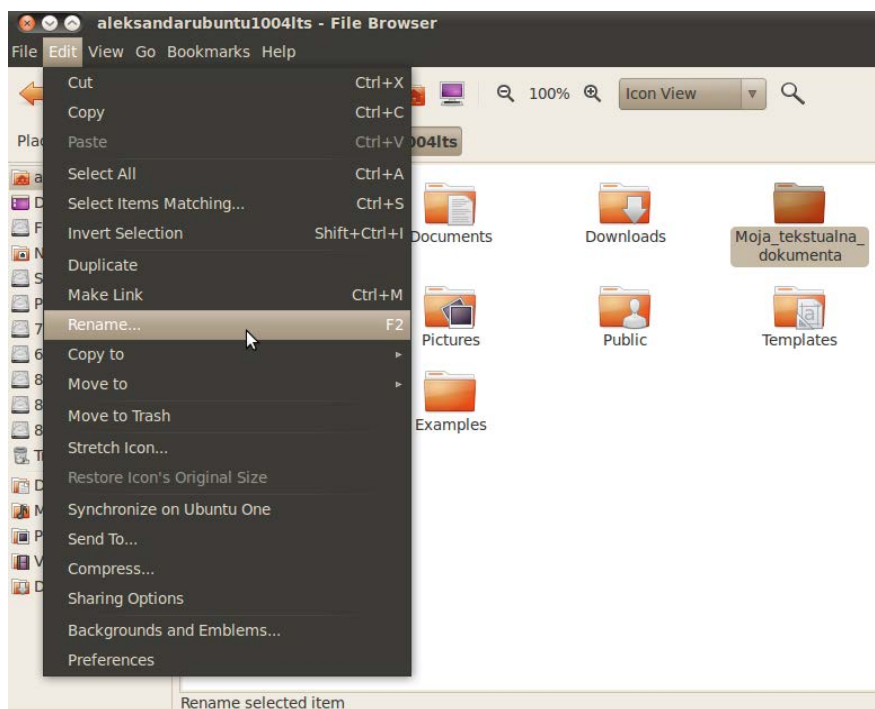 aleksandarubuntu1004lts - File Browser
File Edit View Go Bookmarks Help
100% Icon View
004lts
Cut Ctrl+X
Copy Ctrl+C
Paste Ctrl+V
Select All Ctrl+A
Select Items Matching... Ctrl+S
Invert Selection Shift+Ctrl+I
Duplicate
Make Link Ctrl+M
Rename... F2
Copy to
Move to
Move to Trash
Stretch Icon...
Restore Icon's Original Size
Synchronize on Ubuntu One
Send To...
Compress...
Sharing Options
Backgrounds and Emblems...
Preferences
Documents
Downloads
Moja_tekstualna_
dokumenta
Pictures
Public
Templates
Examples
Rename selected item